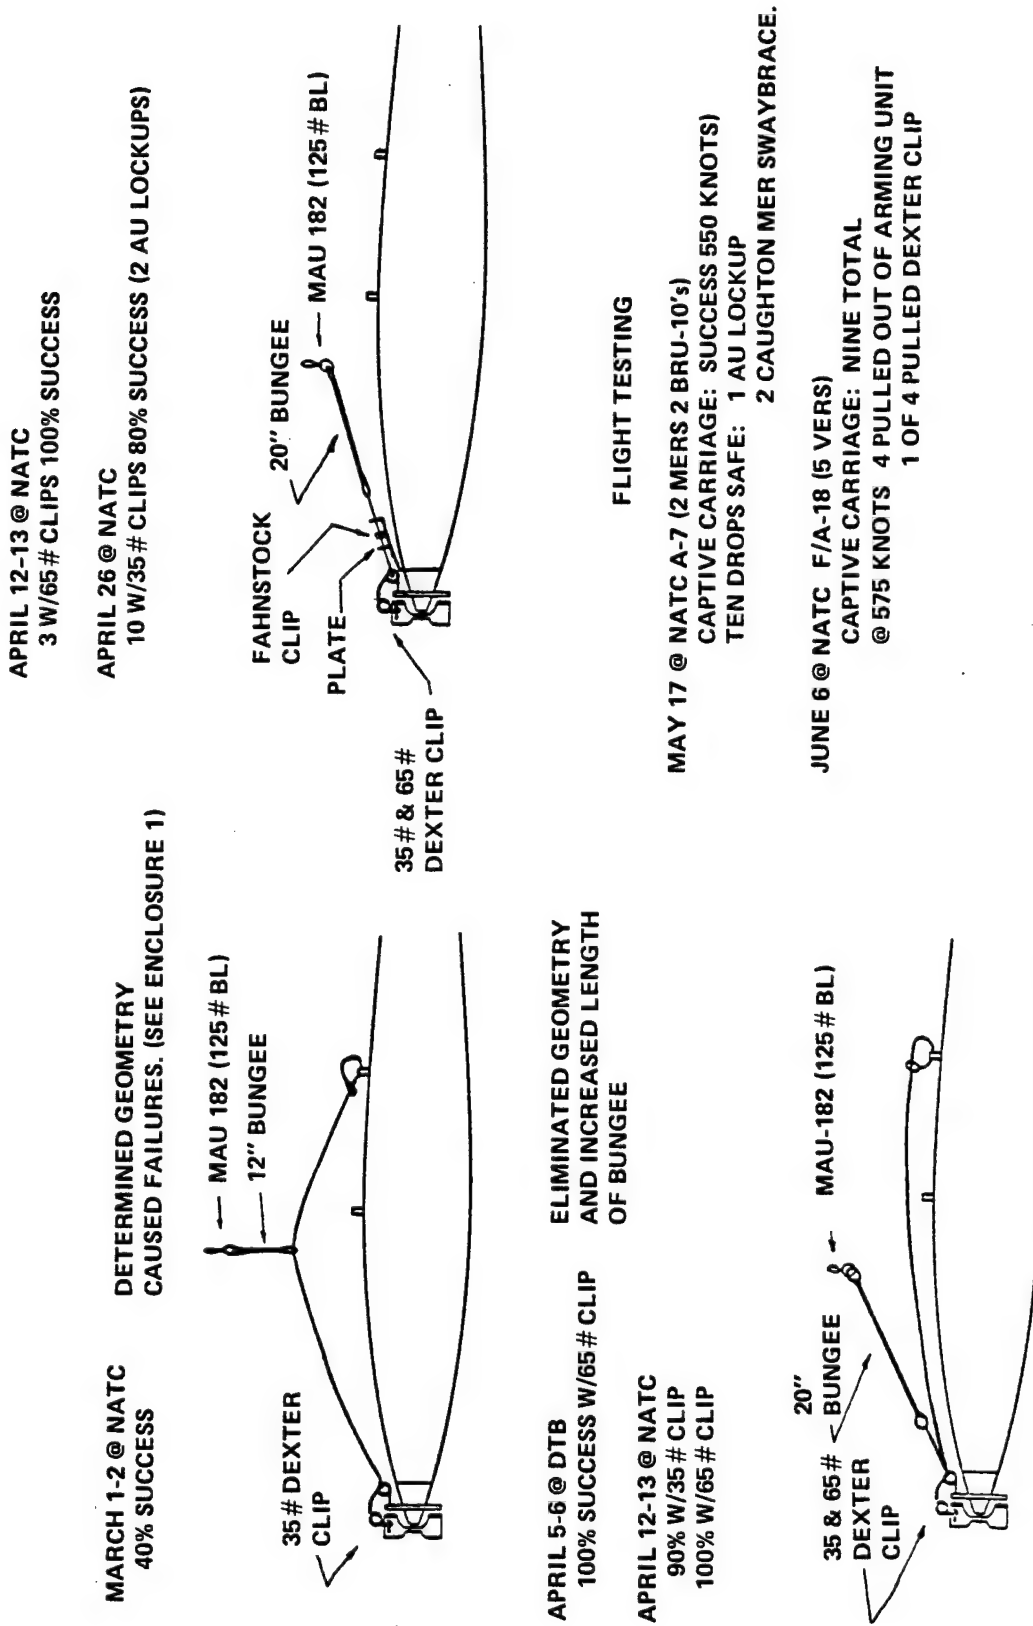 MARCH 1-2 @ NATC
40% SUCCESS
DETERMINED GEOMETRY
CAUSED FAILURES. (SEE ENCLOSURE 1)
MAU 182 (125# BL)
12" BUNGEE
35# DEXTER
CLIP
APRIL 5-6 @ DTB
100% SUCCESS W/65# CLIP
APRIL 12-13 @ NATC
90% W/35# CLIP
100% W/65# CLIP
ELIMINATED GEOMETRY
AND INCREASED LENGTH
OF BUNGEE
35 & 65#
DEXTER
CLIP
20"
BUNGEE
MAU-182 (125# BL)
APRIL 12-13 @ NATC
3 W/65# CLIPS 100% SUCCESS
APRIL 26 @ NATC
10 W/35# CLIPS 80% SUCCESS (2 AU LOCKUPS)
FAHNSTOCK
CLIP
PLATE
20" BUNGEE
MAU 182 (125# BL)
35# & 65#
DEXTER CLIP
FLIGHT TESTING
MAY 17 @ NATC A-7 (2 MERS 2 BRU-10's)
CAPTIVE CARRIAGE: SUCCESS 550 KNOTS)
TEN DROPS SAFE: 1 AU LOCKUP
2 CAUGHTON MER SWAYBRACE.
JUNE 6 @ NATC F/A-18 (5 VERS)
CAPTIVE CARRIAGE: NINE TOTAL
@ 575 KNOTS 4 PULLED OUT OF ARMING UNIT
1 OF 4 PULLED DEXTER CLIP